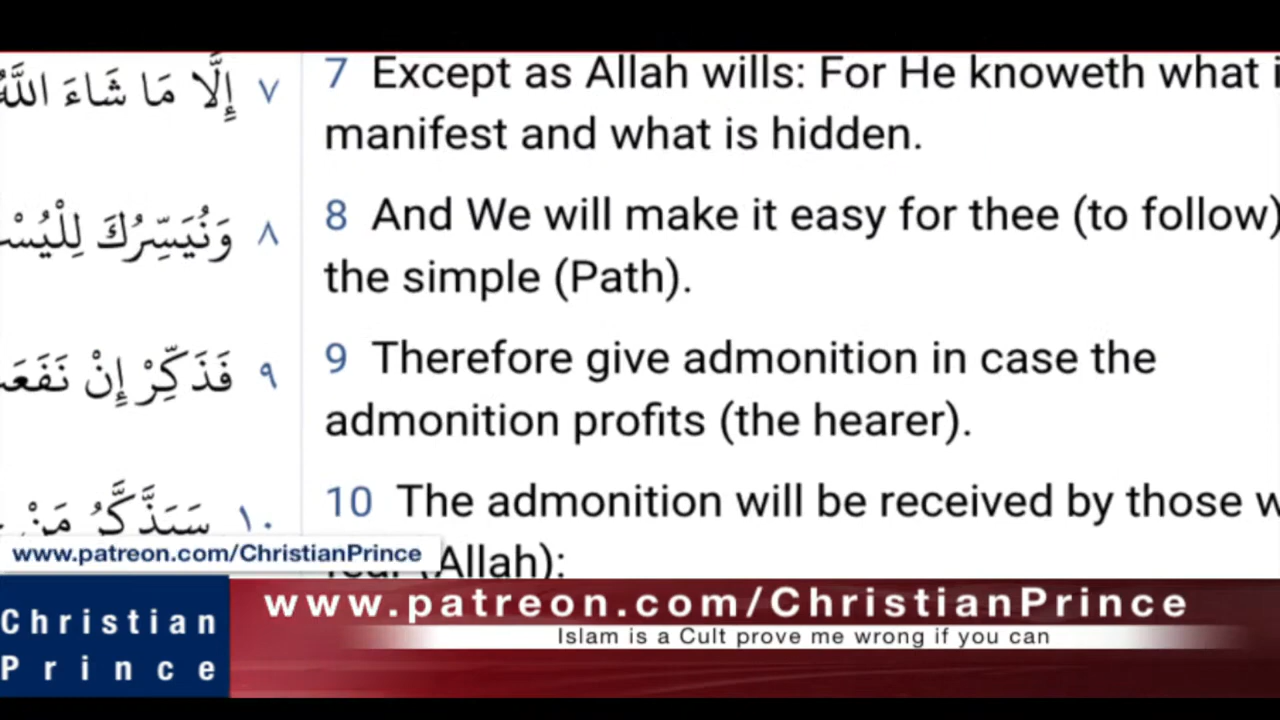 إِلَّا مَا شَاءَ اللَّهُ ٧
7 Except as Allah wills: For He knoweth what i
manifest and what is hidden.
وَنُيَسِّرُكَ ٨
8 And We will make it easy for thee (to follow)
the simple (Path).
فَذَكِّرْ إِنْ نَفَعَ ٩
9 Therefore give admonition in case the
admonition profits (the hearer).
سَيَذَّكَّرُ مَنْ ١٠
10 The admonition will be received by those w
(Allah):
www.patreon.com/ChristianPrince
Christian
Prince
www.patreon.com/ChristianPrince
Islam is a Cult prove me wrong if you can